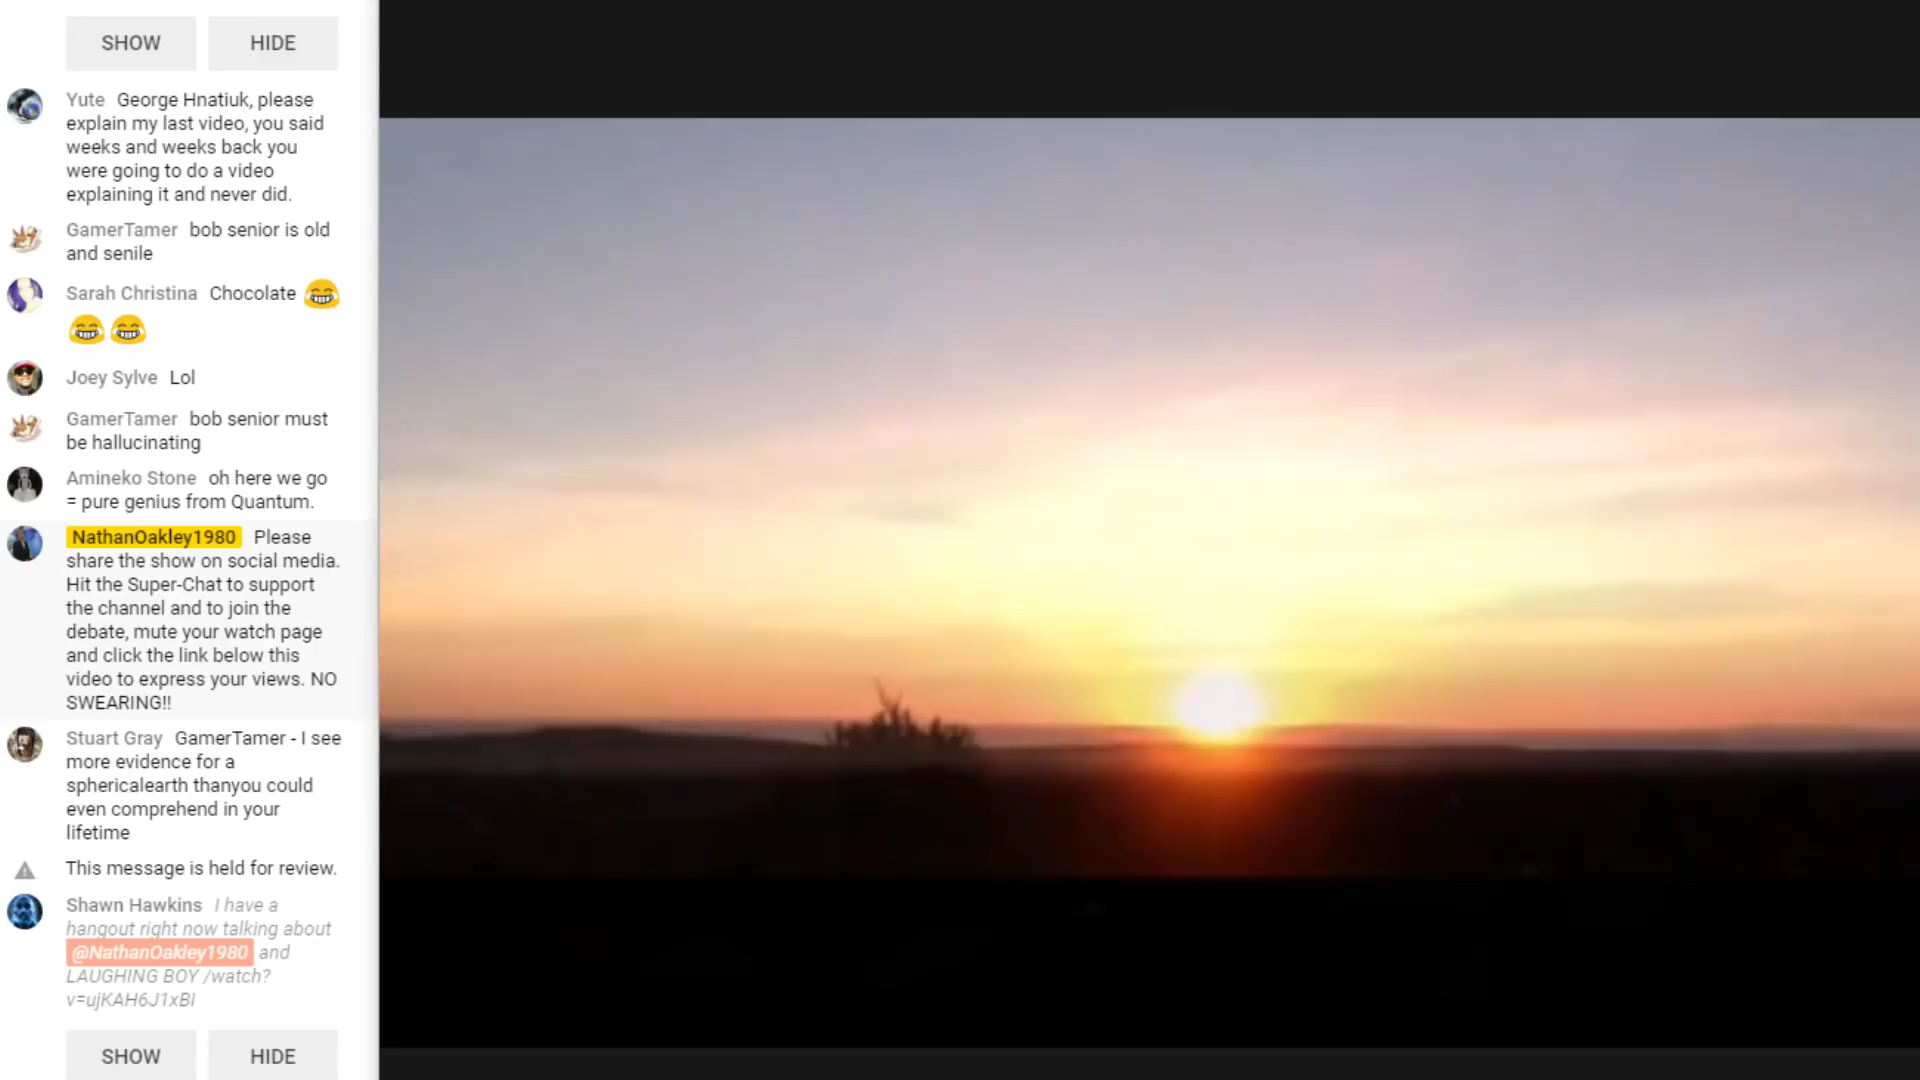 SHOW HIDE
Yute George Hnatiuk, please
explain my last video, you said
weeks and weeks back you
were going to do a video
explaining it and never did.
GamerTamer bob senior is old
and senile
Sarah Christina Chocolate
Joey Sylve Lol
GamerTamer bob senior must
be hallucinating
Amineko Stone oh here we go
= pure genius from Quantum.
NathanOakley1980 Please
share the show on social media.
Hit the Super-Chat to support
the channel and to join the
debate, mute your watch page
and click the link below this
video to express your views. NO
SWEARING!!
Stuart Gray GamerTamer - I see
more evidence for a
sphericalearth thanyou could
even comprehend in your
lifetime
This message is held for review.
Shawn Hawkins I have a
hangout right now talking about
@NathanOakley1980 and
LAUGHING BOY /watch?
v=ujKAH6J1xBI
SHOW HIDE